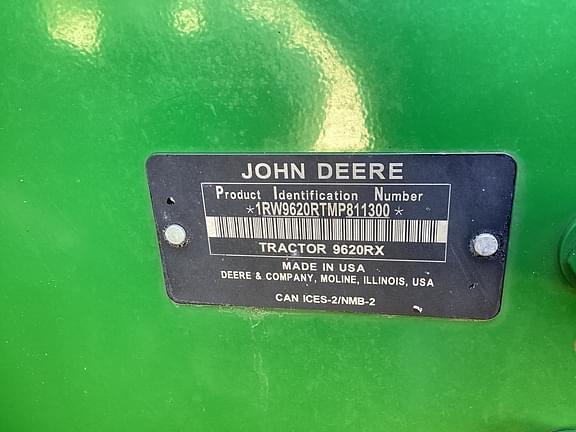 JOHN DEERE
Product Identification Number
*1RW9620RTMP811300*
TRACTOR 9620RX
MADE IN USA
DEERE & COMPANY, MOLINE, ILLINOIS, USA
CAN ICES-2/NMB-2